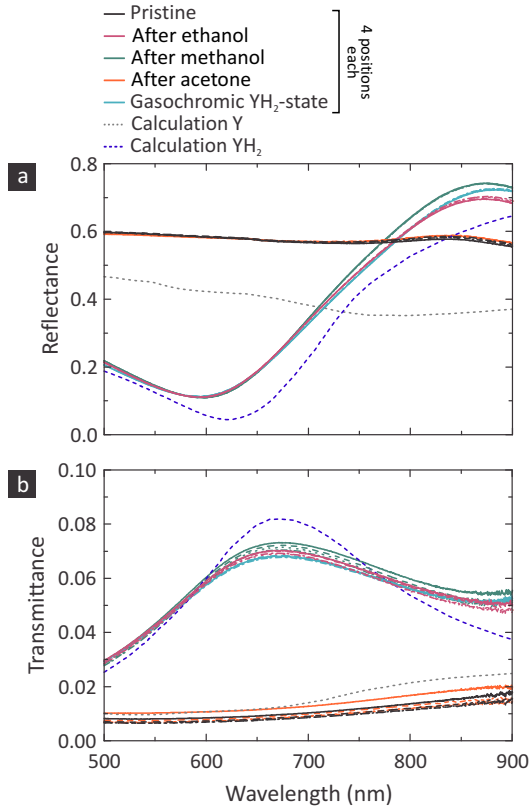 Pristine
After ethanol
After methanol
After acetone
Gasochromic YH₂-state
Calculation Y
Calculation YH₂
4 positions
each
a
0.8
0.6
0.4
0.2
0.0
Reflectance
b
0.10
0.08
0.06
0.04
0.02
0.00
Transmittance
500 600 700 800 900
Wavelength (nm)